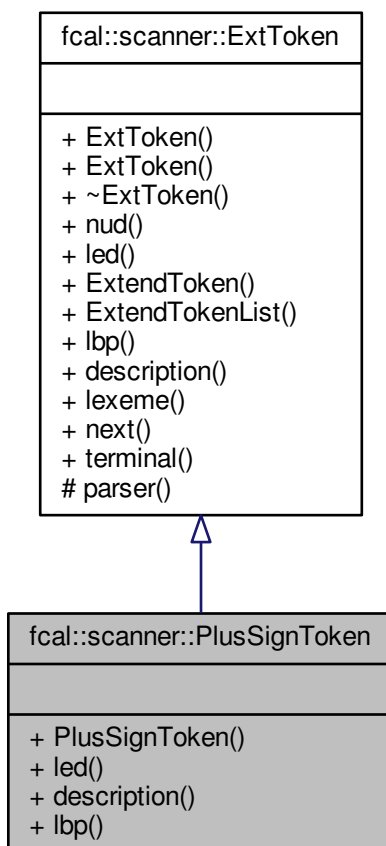 fcal::scanner::ExtToken
+ ExtToken()
+ ExtToken()
+ ~ExtToken()
+ nud()
+ led()
+ ExtendToken()
+ ExtendTokenList()
+ lbp()
+ description()
+ lexeme()
+ next()
+ terminal()
# parser()
fcal::scanner::PlusSignToken
+ PlusSignToken()
+ led()
+ description()
+ lbp()